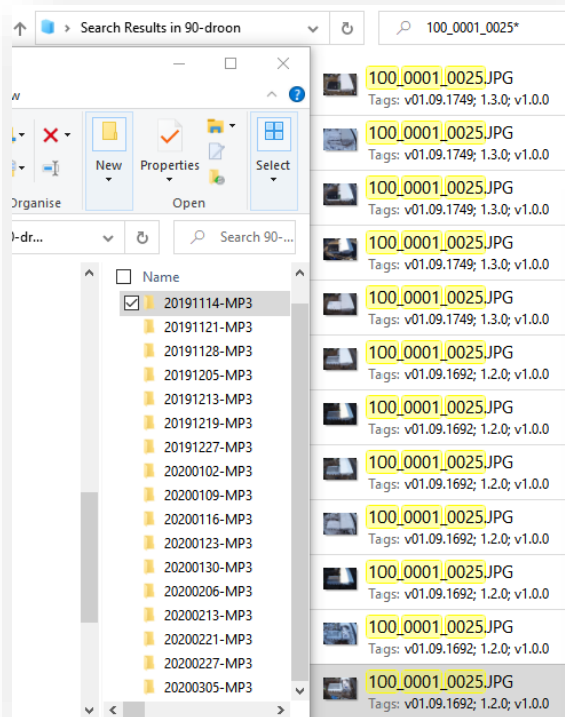 Search Results in 90-droon
100_0001_0025*
w
New
Properties
Select
Organise
Open
)-dr...
Search 90-...
Name
20191114-MP3
20191121-MP3
20191128-MP3
20191205-MP3
20191213-MP3
20191219-MP3
20191227-MP3
20200102-MP3
20200109-MP3
20200116-MP3
20200123-MP3
20200130-MP3
20200206-MP3
20200213-MP3
20200221-MP3
20200227-MP3
20200305-MP3
100_0001_0025.JPG
Tags: v01.09.1749; 1.3.0; v1.0.0
100_0001_0025.JPG
Tags: v01.09.1749; 1.3.0; v1.0.0
100_0001_0025.JPG
Tags: v01.09.1749; 1.3.0; v1.0.0
100_0001_0025.JPG
Tags: v01.09.1749; 1.3.0; v1.0.0
100_0001_0025.JPG
Tags: v01.09.1749; 1.3.0; v1.0.0
100_0001_0025.JPG
Tags: v01.09.1692; 1.2.0; v1.0.0
100_0001_0025.JPG
Tags: v01.09.1692; 1.2.0; v1.0.0
100_0001_0025.JPG
Tags: v01.09.1692; 1.2.0; v1.0.0
100_0001_0025.JPG
Tags: v01.09.1692; 1.2.0; v1.0.0
100_0001_0025.JPG
Tags: v01.09.1692; 1.2.0; v1.0.0
100_0001_0025.JPG
Tags: v01.09.1692; 1.2.0; v1.0.0
100_0001_0025.JPG
Tags: v01.09.1692; 1.2.0; v1.0.0